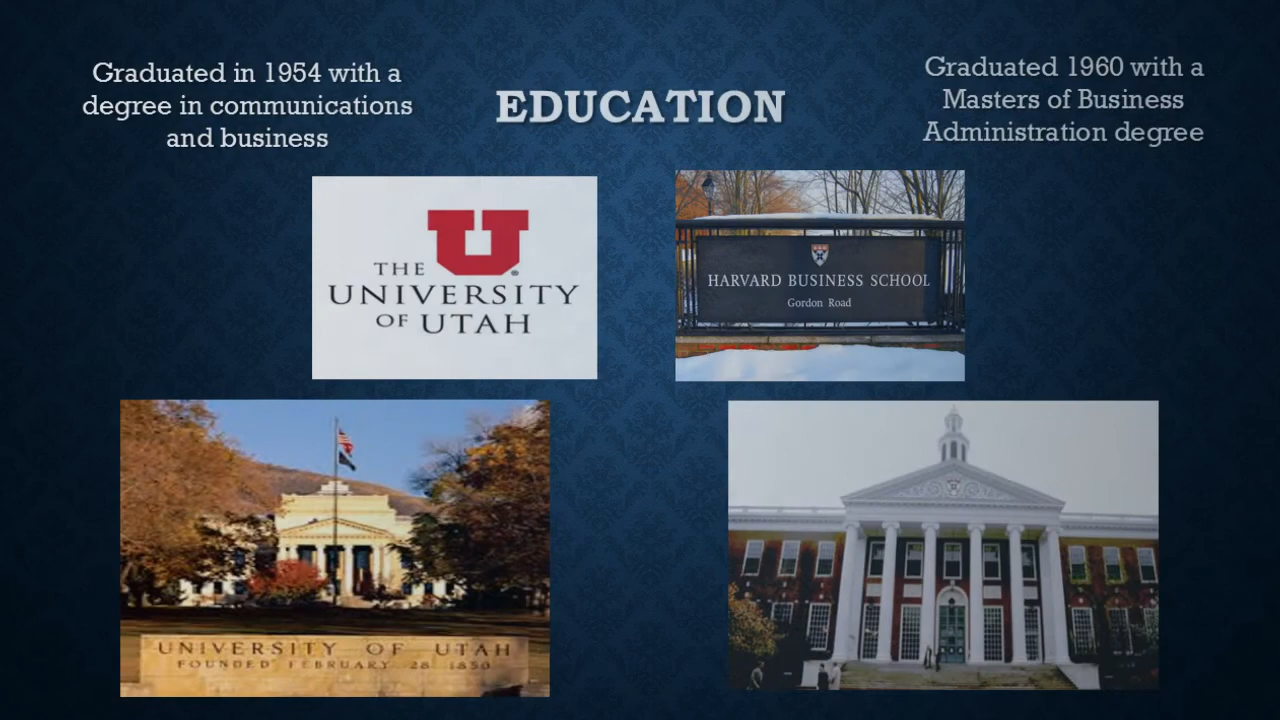 Graduated in 1954 with a
degree in communications
and business
EDUCATION
Graduated 1960 with a
Masters of Business
Administration degree
U
THE
UNIVERSITY
OF UTAH
HARVARD BUSINESS SCHOOL
Gordon Road
UNIVERSITY OF UTAH
FOUNDED FEBRUARY 28 1850